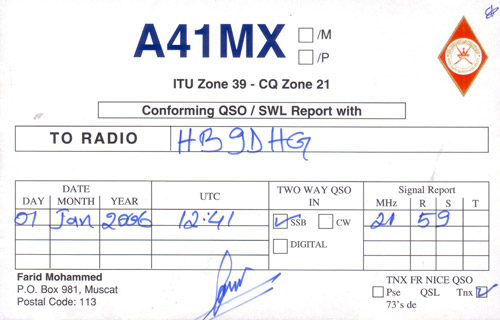 A41MX /M
/P
ITU Zone 39 - CQ Zone 21
Conforming QSO / SWL Report with
TO RADIO HB9DHG
DATE UTC TWO WAY QSO IN Signal Report
DAY MONTH YEAR MHz R S T
01 Jan 2006 12:41 ☑ SSB ☐ CW 21 5 9
☐ DIGITAL
Farid Mohammed
P.O. Box 981, Muscat
Postal Code: 113
TNX FR NICE QSO
☐ Pse QSL Tnx ☑
73's de